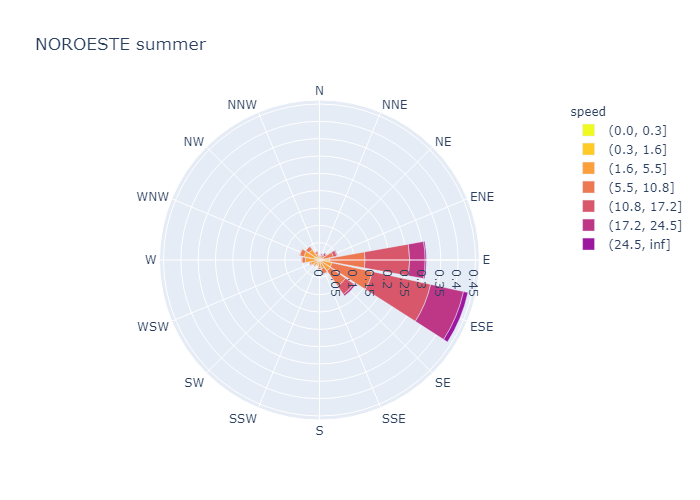 NOROESTE summer
N
NNE
NE
ENE
E
ESE
SE
SSE
S
SSW
SW
WSW
W
WNW
NW
NNW
0
0.05
0.1
0.15
0.2
0.25
0.3
0.35
0.4
0.45
speed
(0.0, 0.3]
(0.3, 1.6]
(1.6, 5.5]
(5.5, 10.8]
(10.8, 17.2]
(17.2, 24.5]
(24.5, inf]